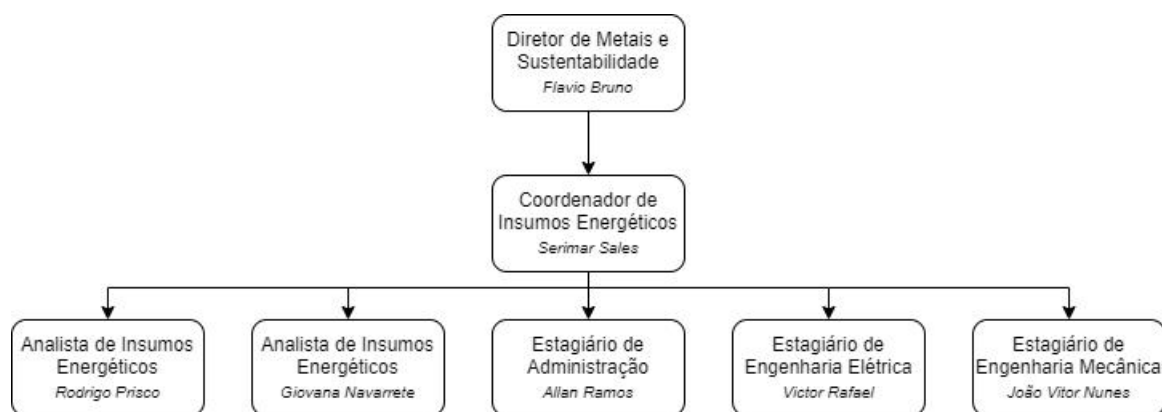 Diretor de Metais e
Sustentabilidade
Flavio Bruno
Coordenador de
Insumos Energéticos
Serimar Sales
Analista de Insumos
Energéticos
Rodrigo Prisco
Analista de Insumos
Energéticos
Giovana Navarrete
Estagiário de
Administração
Allan Ramos
Estagiário de
Engenharia Elétrica
Victor Rafael
Estagiário de
Engenharia Mecânica
João Vitor Nunes